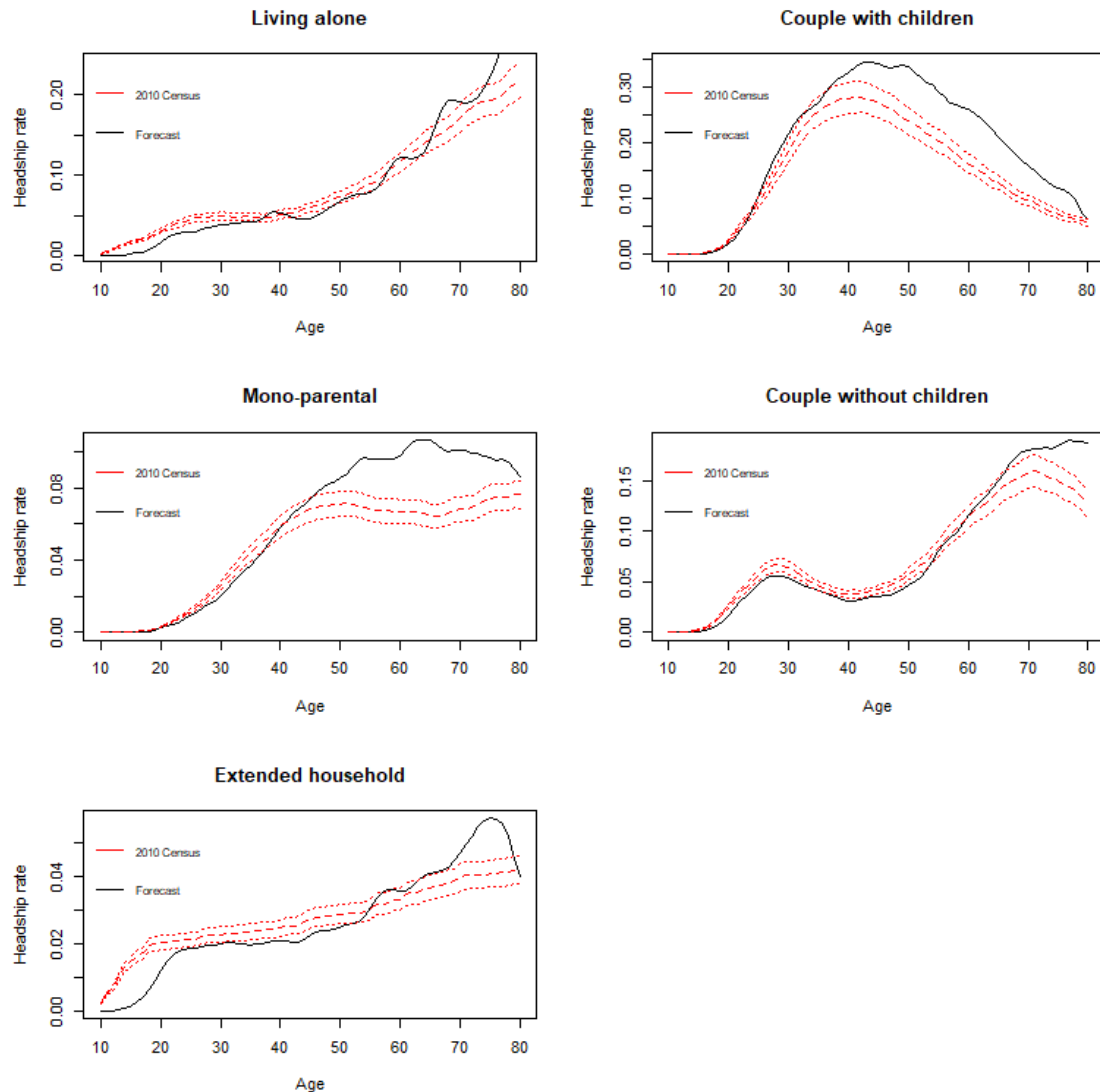 Living alone
Headship rate
0.00 0.10 0.20
2010 Census
Forecast
10 20 30 40 50 60 70 80
Age
Couple with children
Headship rate
0.00 0.10 0.20 0.30
2010 Census
Forecast
10 20 30 40 50 60 70 80
Age
Mono-parental
Headship rate
0.00 0.04 0.08
2010 Census
Forecast
10 20 30 40 50 60 70 80
Age
Couple without children
Headship rate
0.00 0.05 0.10 0.15
2010 Census
Forecast
10 20 30 40 50 60 70 80
Age
Extended household
Headship rate
0.00 0.02 0.04
2010 Census
Forecast
10 20 30 40 50 60 70 80
Age